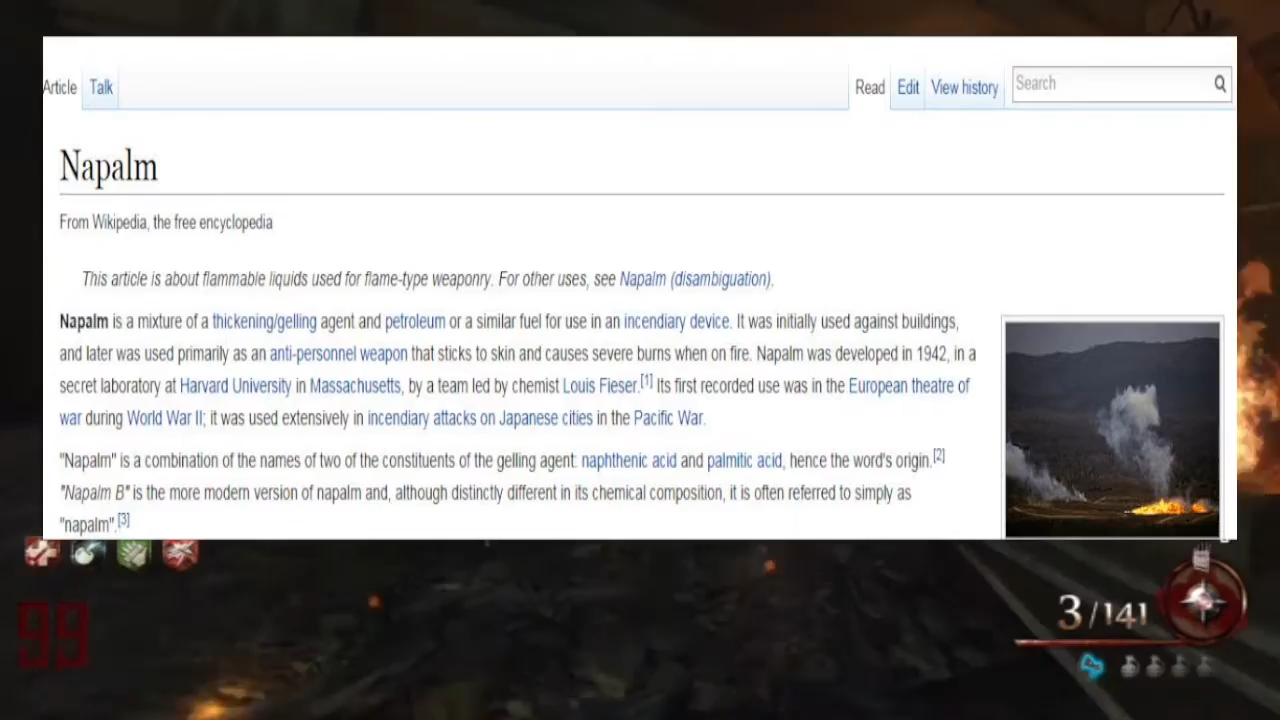 Article Talk Read Edit View history Search
Napalm
From Wikipedia, the free encyclopedia
This article is about flammable liquids used for flame-type weaponry. For other uses, see Napalm (disambiguation).
Napalm is a mixture of a thickening/gelling agent and petroleum or a similar fuel for use in an incendiary device. It was initially used against buildings,
and later was used primarily as an anti-personnel weapon that sticks to skin and causes severe burns when on fire. Napalm was developed in 1942, in a
secret laboratory at Harvard University in Massachusetts, by a team led by chemist Louis Fieser.[1] Its first recorded use was in the European theatre of
war during World War II; it was used extensively in incendiary attacks on Japanese cities in the Pacific War.
"Napalm" is a combination of the names of two of the constituents of the gelling agent: naphthenic acid and palmitic acid, hence the word's origin.[2]
"Napalm B" is the more modern version of napalm and, although distinctly different in its chemical composition, it is often referred to simply as
"napalm".[3]
99
3/141